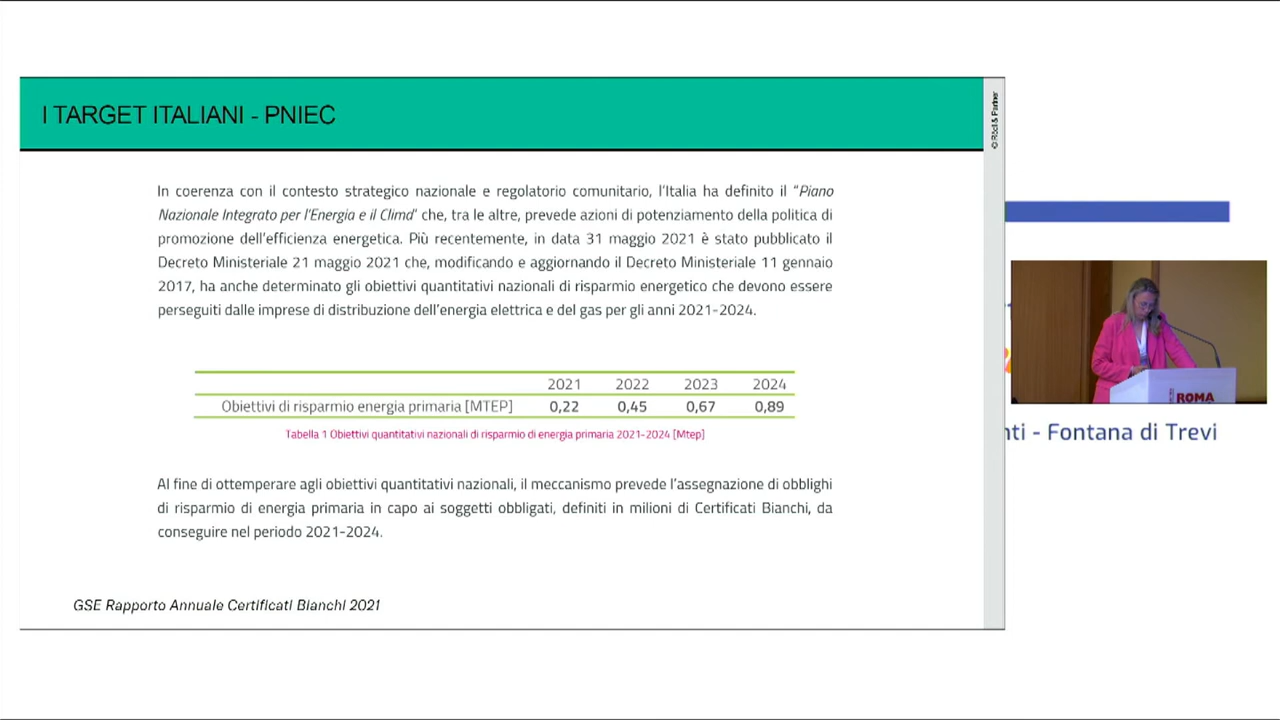 I TARGET ITALIANI - PNIEC
© Rödl & Partner
In coerenza con il contesto strategico nazionale e regolatorio comunitario, l'Italia ha definito il "Piano
Nazionale Integrato per l'Energia e il Clima" che, tra le altre, prevede azioni di potenziamento della politica di
promozione dell'efficienza energetica. Più recentemente, in data 31 maggio 2021 è stato pubblicato il
Decreto Ministeriale 21 maggio 2021 che, modificando e aggiornando il Decreto Ministeriale 11 gennaio
2017, ha anche determinato gli obiettivi quantitativi nazionali di risparmio energetico che devono essere
perseguiti dalle imprese di distribuzione dell'energia elettrica e del gas per gli anni 2021-2024.
2021 2022 2023 2024
Obiettivi di risparmio energia primaria [MTEP] 0,22 0,45 0,67 0,89
Tabella 1 Obiettivi quantitativi nazionali di risparmio di energia primaria 2021-2024 [Mtep]
Al fine di ottemperare agli obiettivi quantitativi nazionali, il meccanismo prevede l'assegnazione di obblighi
di risparmio di energia primaria in capo ai soggetti obbligati, definiti in milioni di Certificati Bianchi, da
conseguire nel periodo 2021-2024.
GSE Rapporto Annuale Certificati Bianchi 2021
ROMA
nti - Fontana di Trevi